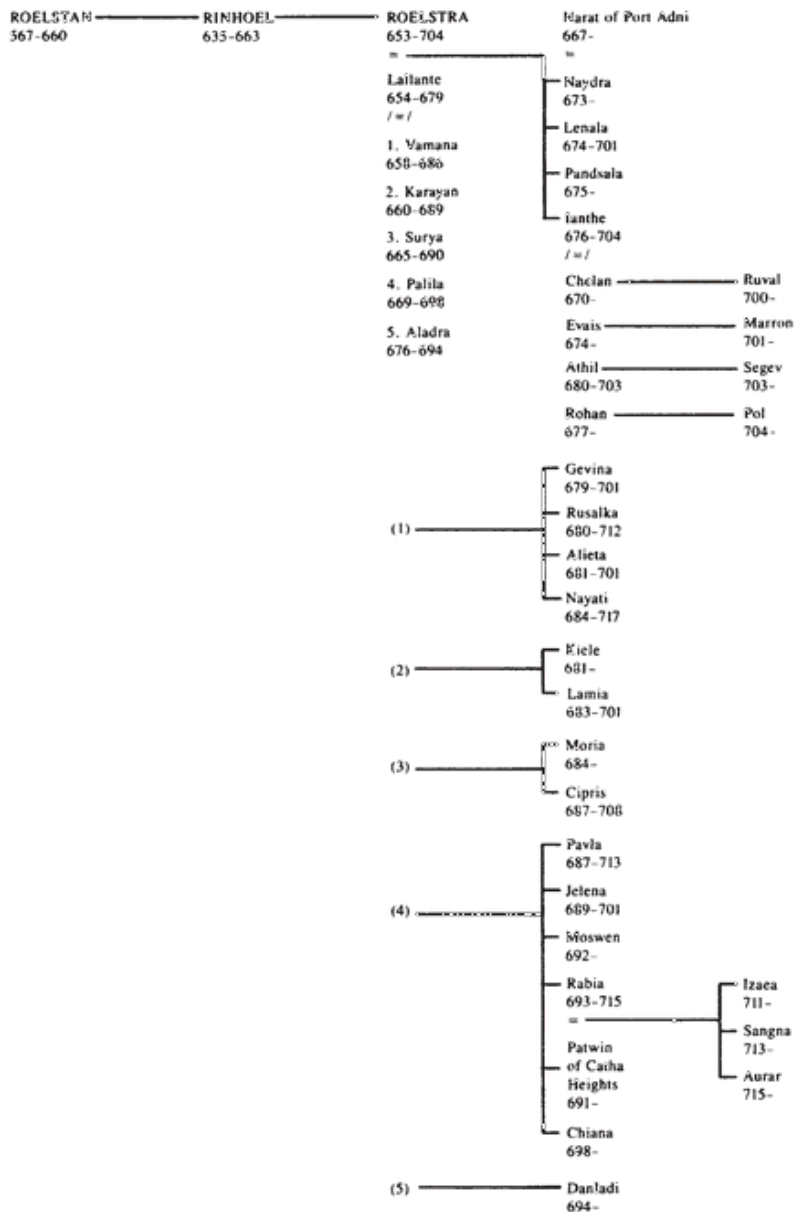 ROELSTAN RINHOEL ROELSTRA Narat of Port Adni
567-660 635-663 653-704 667-
= =
Lallante Naydra
654-679 673-
/=/ Lenala
1. Vamana 674-701
658-686 Pandsala
2. Karayan 675-
660-689 Ianthe
3. Surya 676-704
665-690 /=/
4. Palila Chelan Ruval
669-698 670- 700-
5. Aladra Evais Marron
676-694 674- 701-
Athil Segev
680-703 703-
Rohan Pol
677- 704-
Gevina
679-701
(1) Rusalka
680-712
Alieta
681-701
Nayati
684-717
(2) Kiele
681-
Lamia
683-701
(3) Moria
684-
Cipris
687-708
Pavla
687-713
(4) Jelena
689-701
Moswen
692-
Rabia Izaea
693-715 711-
= Sangna
Patwin 713-
of Catha Aurar
Heights 715-
691-
Chiana
698-
(5) Danladi
694-